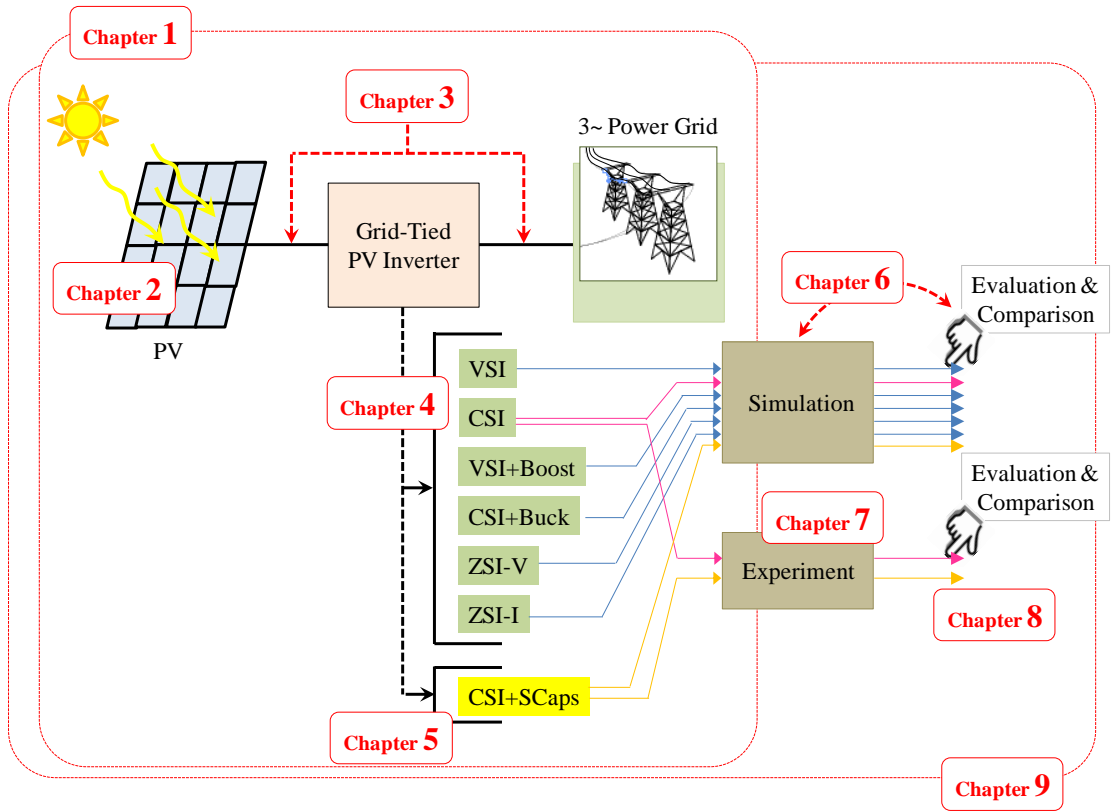 Chapter 1
Chapter 3
3~ Power Grid
Grid-Tied
PV Inverter
Chapter 2
PV
Chapter 6
Evaluation &
Comparison
VSI
Chapter 4
CSI
Simulation
VSI+Boost
Evaluation &
Comparison
CSI+Buck
Chapter 7
ZSI-V
Experiment
ZSI-I
Chapter 8
CSI+SCaps
Chapter 5
Chapter 9